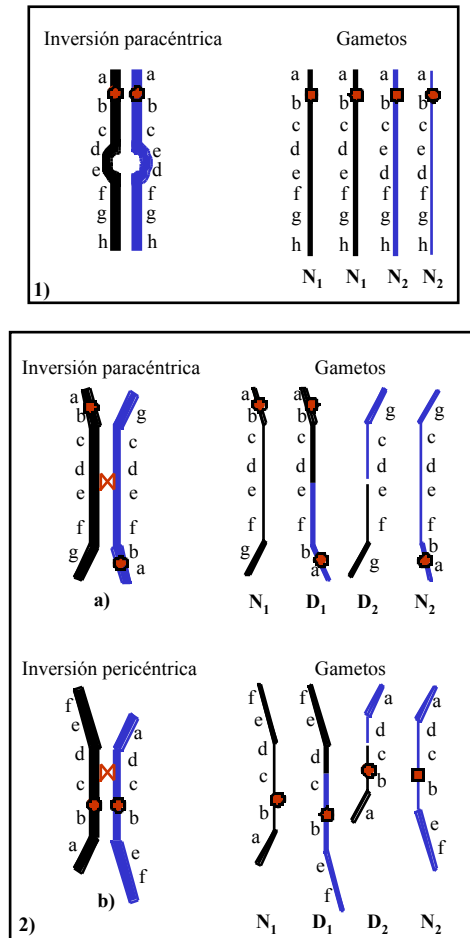 Inversión paracéntrica Gametos
a a a a a a
b b b b b b
c c c c c c
d e d d e e
e d e e d d
f f f f f f
g g g g g g
h h h h h h
1) N1 N1 N2 N2
Inversión paracéntrica Gametos
a g a a g g
b b b
c c c c c c
d d d d d d
e e e e e e
f f f f f f
g b g b g b
a a a
a) N1 D1 D2 N2
Inversión pericéntrica Gametos
f a f f a a
e e e d d
d d d d c c
c c c c b b
b b b b a
a e a e e
f f f
b) N1 D1 D2 N2
2)